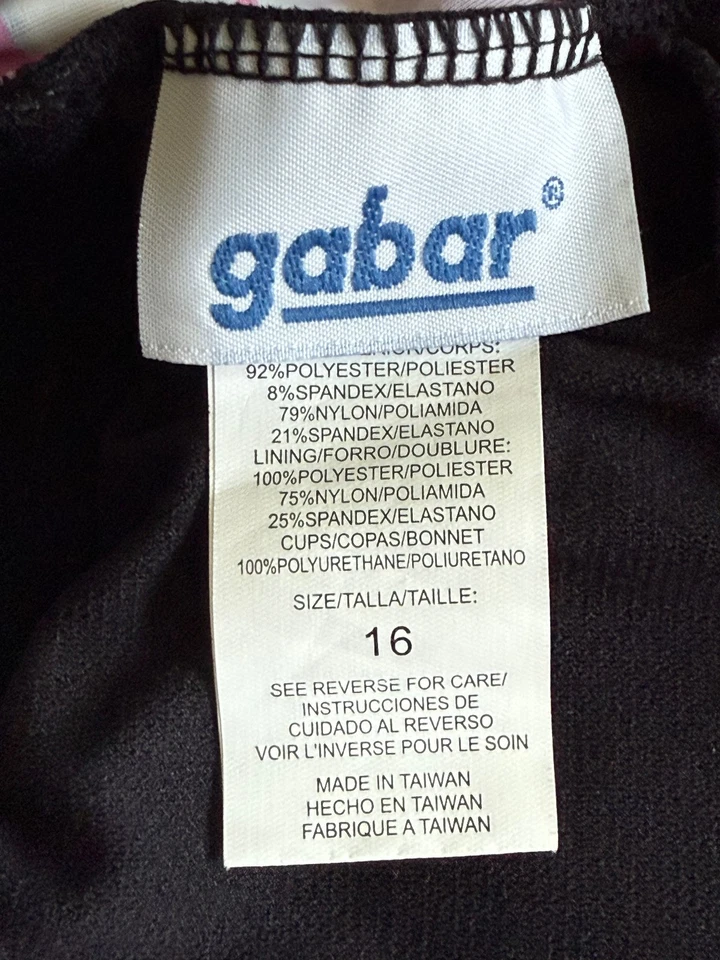 gabar®
92%POLYESTER/POLIESTER
8%SPANDEX/ELASTANO
79%NYLON/POLIAMIDA
21%SPANDEX/ELASTANO
LINING/FORRO/DOUBLURE:
100%POLYESTER/POLIESTER
75%NYLON/POLIAMIDA
25%SPANDEX/ELASTANO
CUPS/COPAS/BONNET
100%POLYURETHANE/POLIURETANO
SIZE/TALLA/TAILLE:
16
SEE REVERSE FOR CARE/
INSTRUCCIONES DE
CUIDADO AL REVERSO
VOIR L'INVERSE POUR LE SOIN
MADE IN TAIWAN
HECHO EN TAIWAN
FABRIQUE A TAIWAN